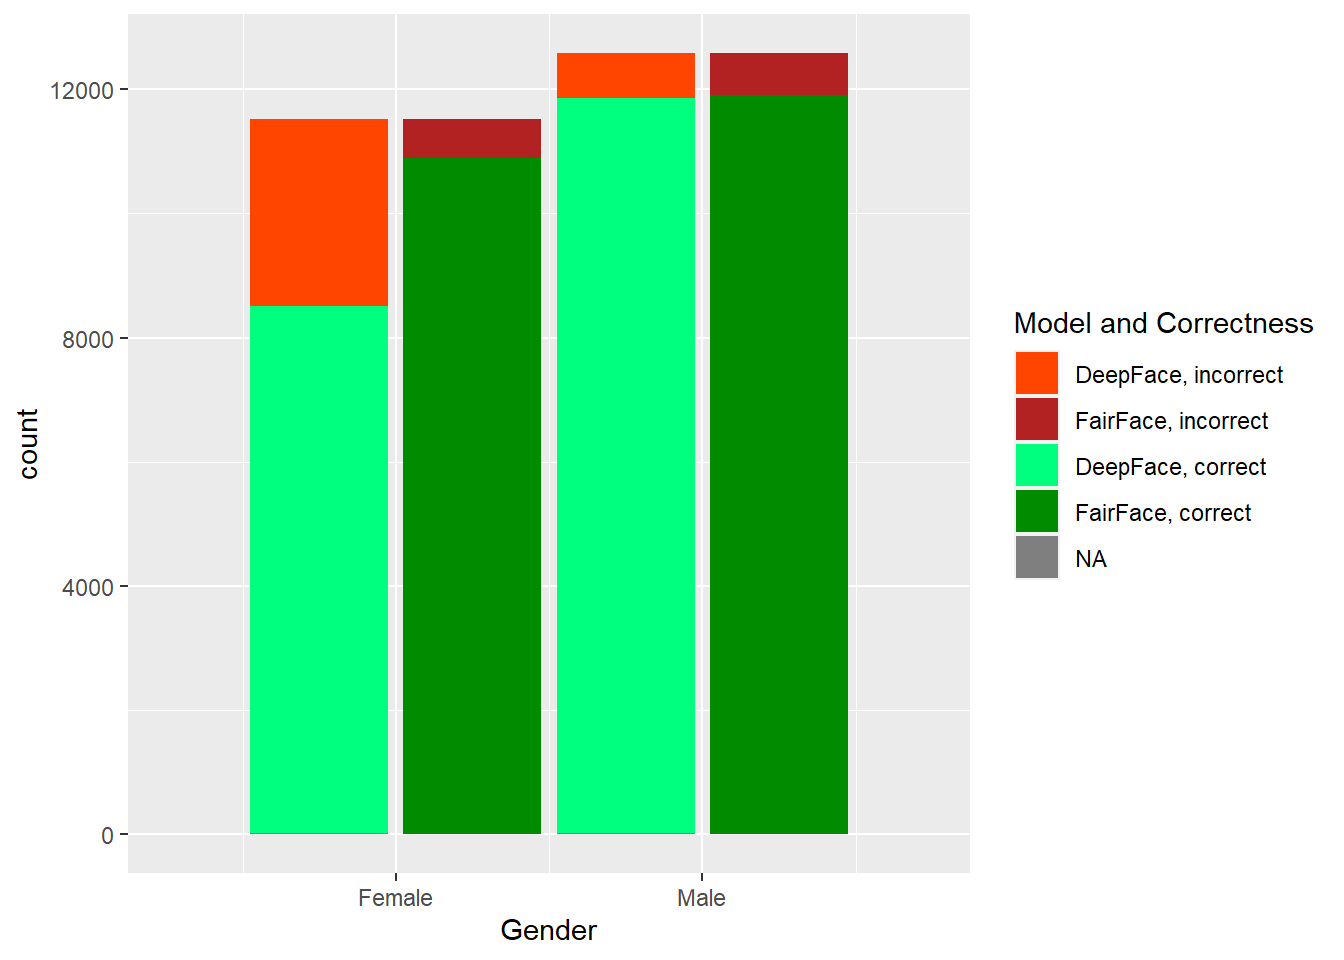 12000
8000
4000
0
count
Female
Male
Gender
Model and Correctness
DeepFace, incorrect
FairFace, incorrect
DeepFace, correct
FairFace, correct
NA